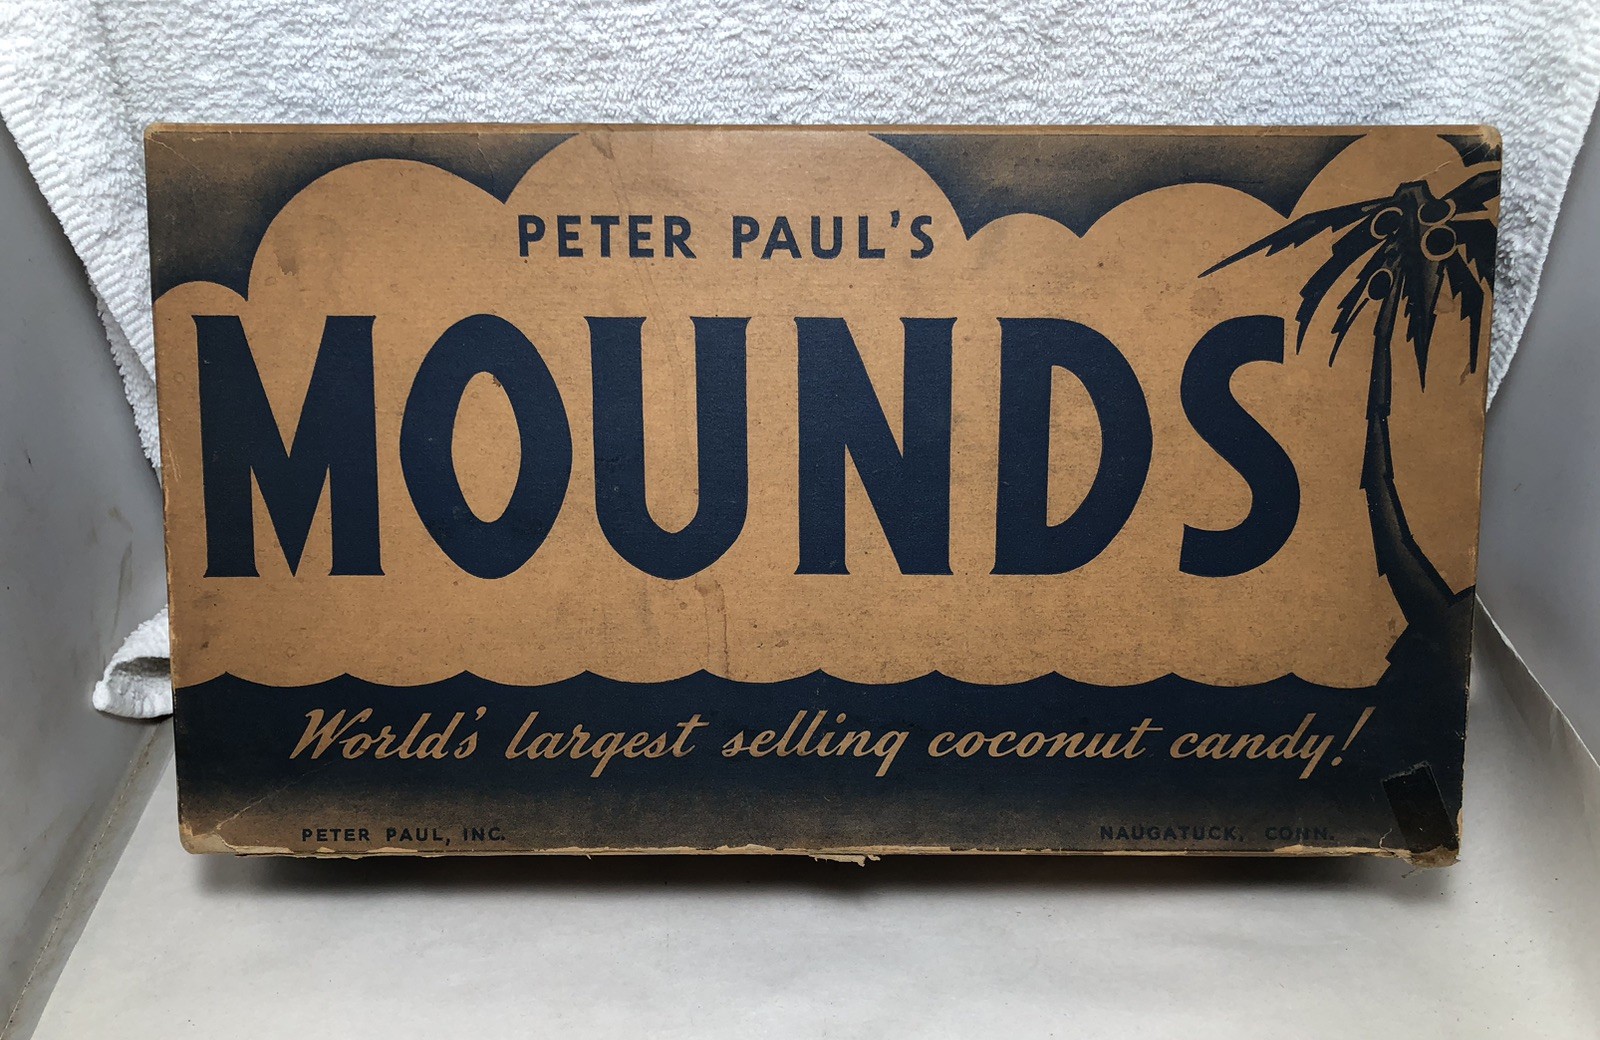 PETER PAUL'S
MOUNDS
World's largest selling coconut candy!
PETER PAUL, INC.
NAUGATUCK, CONN.